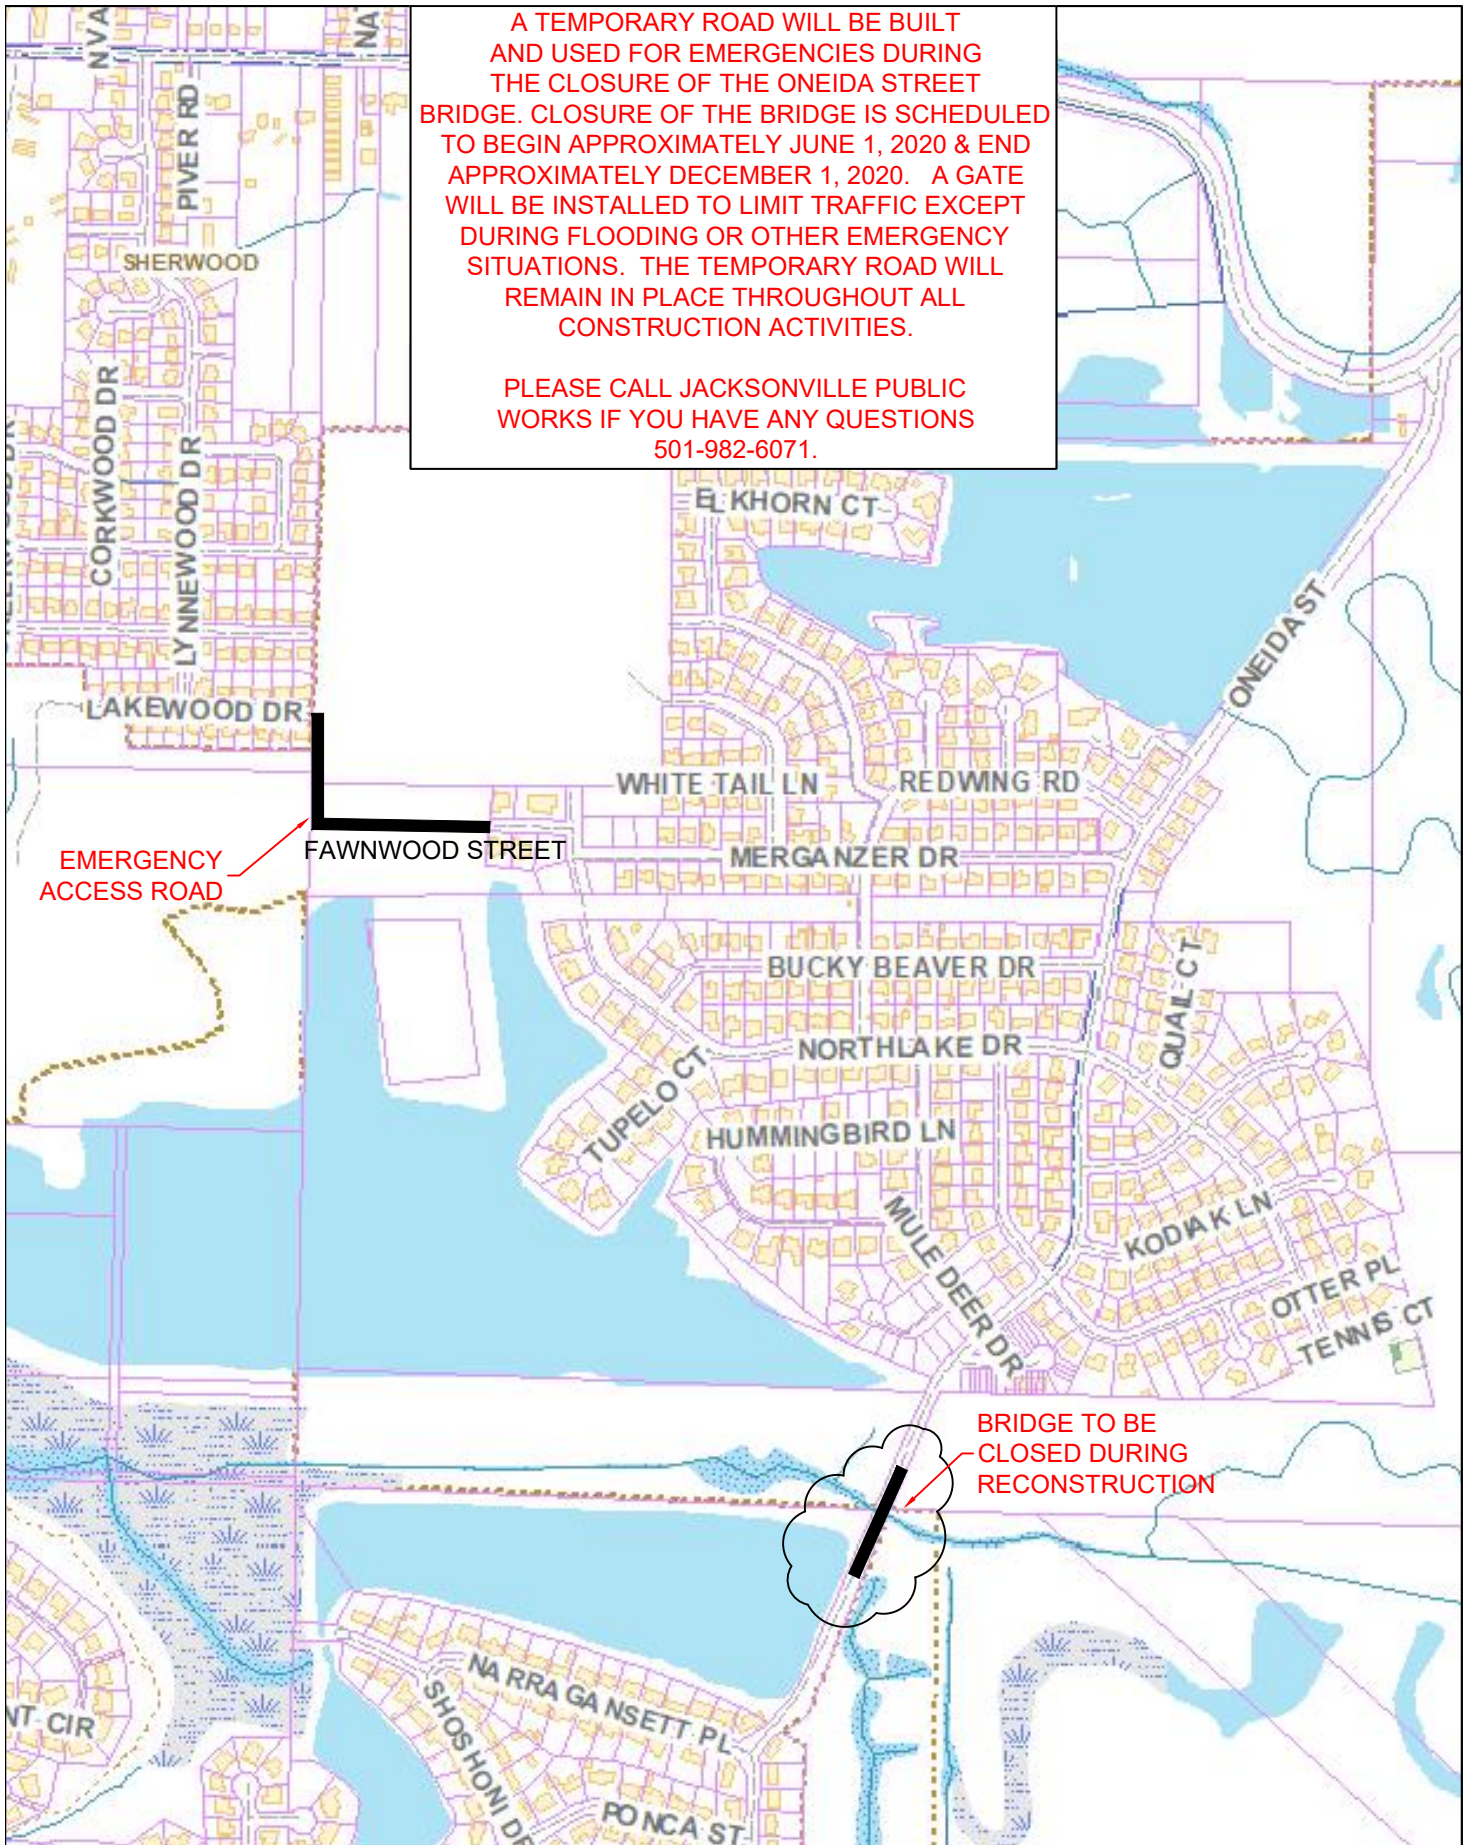 A TEMPORARY ROAD WILL BE BUILT
AND USED FOR EMERGENCIES DURING
THE CLOSURE OF THE ONEIDA STREET
BRIDGE. CLOSURE OF THE BRIDGE IS SCHEDULED
TO BEGIN APPROXIMATELY JUNE 1, 2020 & END
APPROXIMATELY DECEMBER 1, 2020. A GATE
WILL BE INSTALLED TO LIMIT TRAFFIC EXCEPT
DURING FLOODING OR OTHER EMERGENCY
SITUATIONS. THE TEMPORARY ROAD WILL
REMAIN IN PLACE THROUGHOUT ALL
CONSTRUCTION ACTIVITIES.
PLEASE CALL JACKSONVILLE PUBLIC
WORKS IF YOU HAVE ANY QUESTIONS
501-982-6071.
PIVER RD
SHERWOOD
CORKWOOD DR
LYNNEWOOD DR
LAKEWOOD DR
ELKHORN CT
ONEIDA ST
WHITE TAIL LN
REDWING RD
MERGANZER DR
FAWNWOOD STREET
EMERGENCY
ACCESS ROAD
BUCKY BEAVER DR
QUAIL CT
NORTHLAKE DR
TUPELO CT
HUMMINGBIRD LN
MULE DEER DR
KODIAK LN
OTTER PL
TENNIS CT
BRIDGE TO BE
CLOSED DURING
RECONSTRUCTION
NARRAGANSETT PL
SHOSHONI DR
PONCA ST
NT CIR